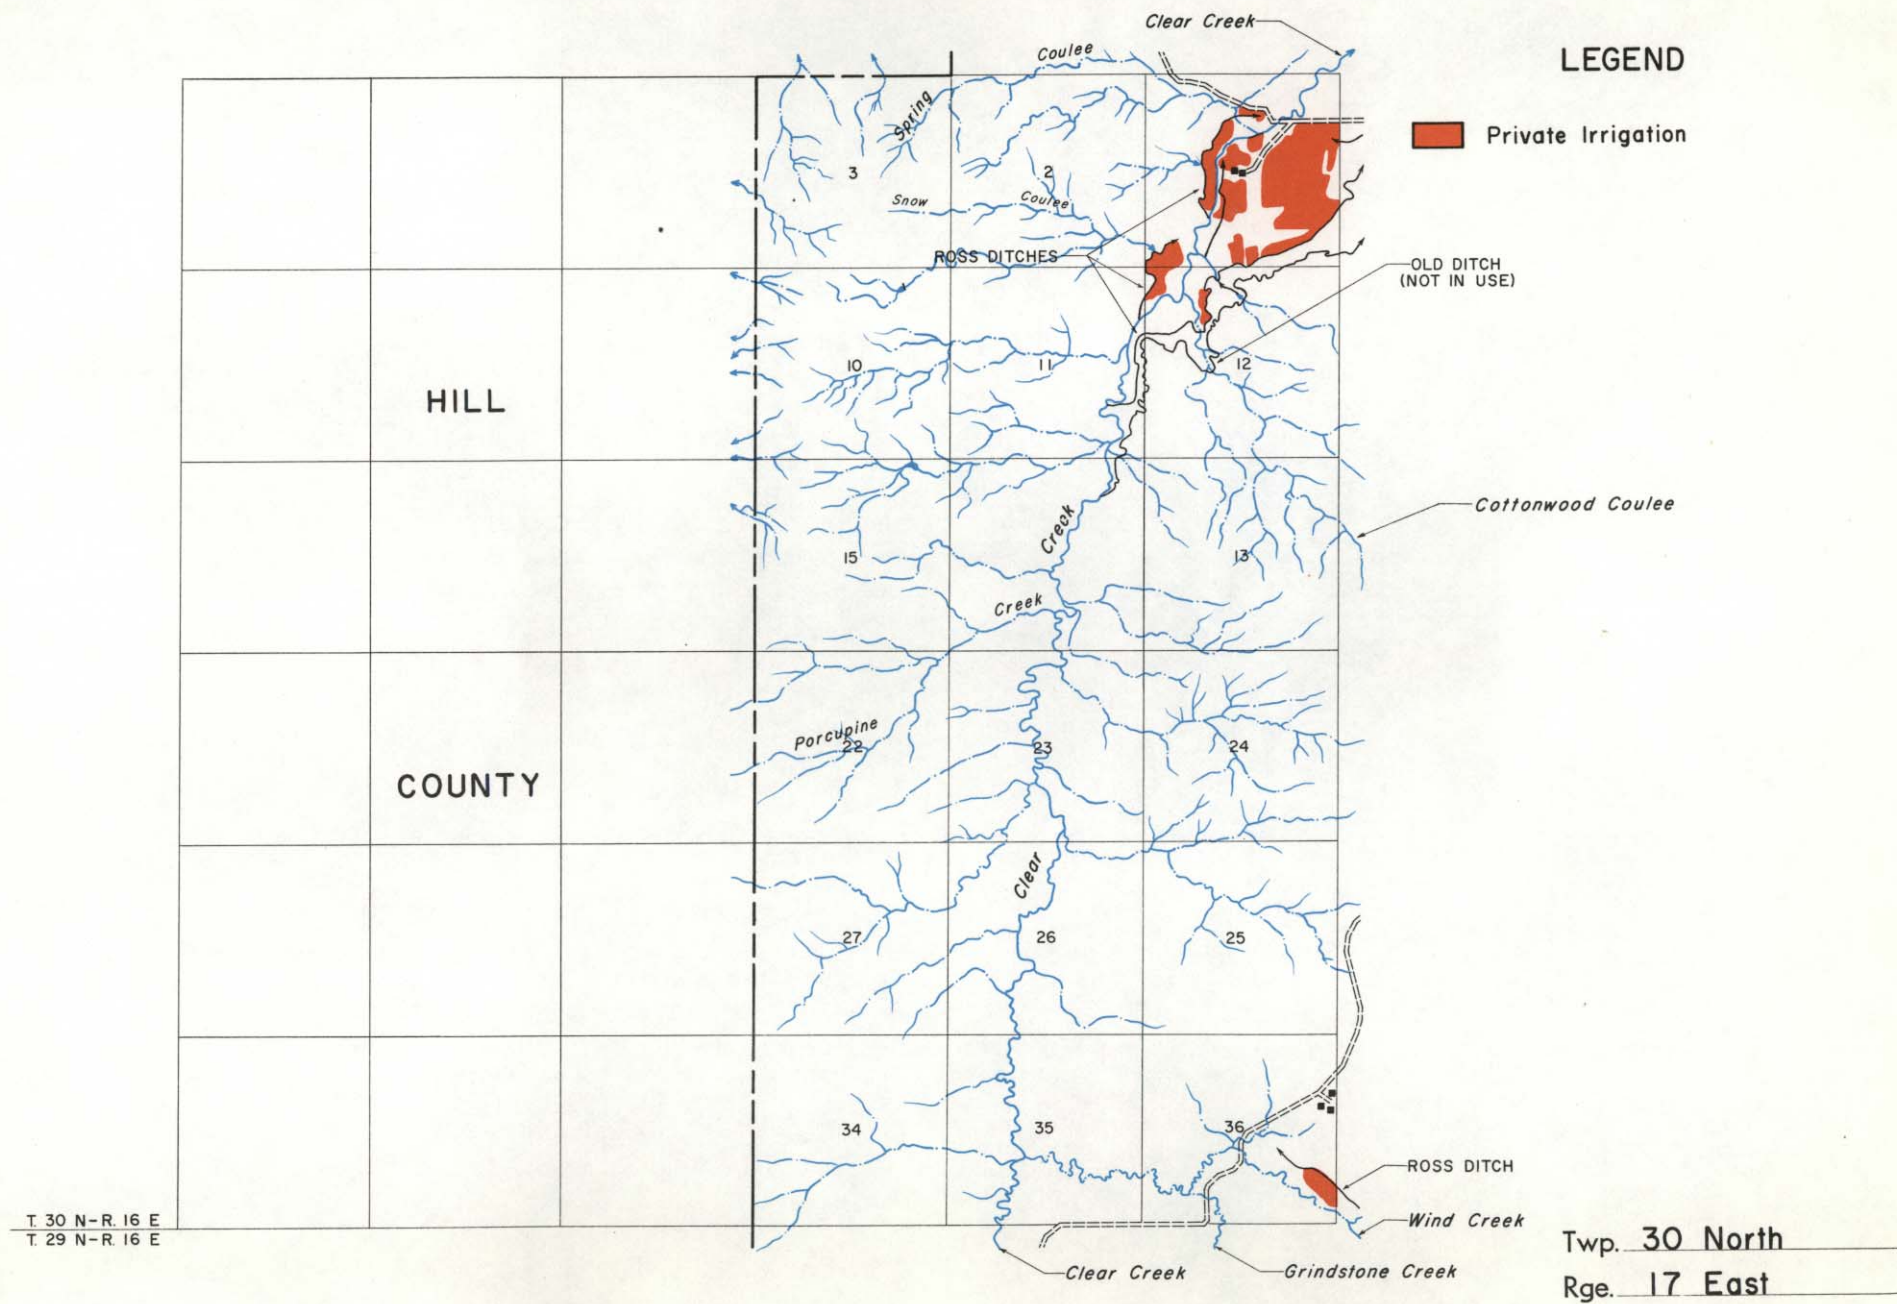 Clear Creek
LEGEND
Coulee
Spring
Private Irrigation
3
2
Snow
Coulee
ROSS DITCHES
OLD DITCH
(NOT IN USE)
10
11
12
HILL
Cottonwood Coulee
Creek
15
13
Creek
Porcupine
22
23
24
COUNTY
Clear
27
26
25
34
35
36
ROSS DITCH
T. 30 N-R. 16 E
T. 29 N-R. 16 E
Wind Creek
Clear Creek
Grindstone Creek
Twp. 30 North
Rge. 17 East